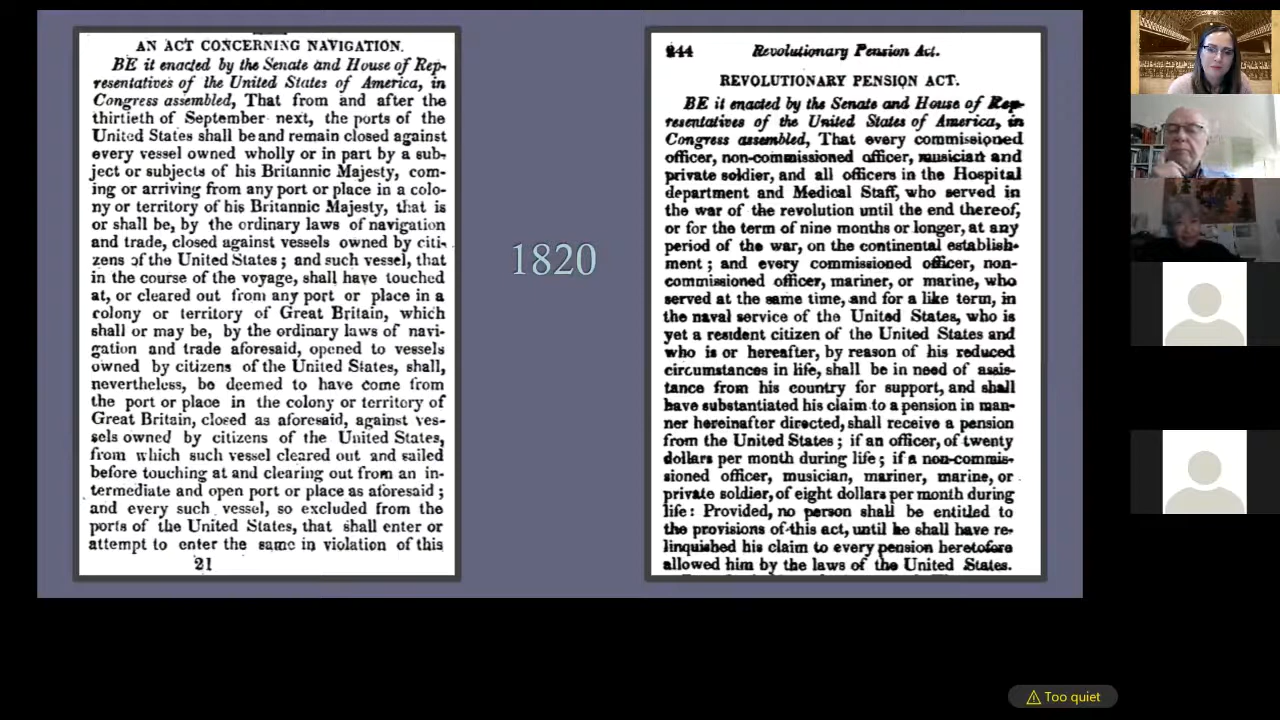 AN ACT CONCERNING NAVIGATION.
BE it enacted by the Senate and House of Rep-
resentatives of the United States of America, in
Congress assembled, That from and after the
thirtieth of September next, the ports of the
United States shall be and remain closed against
every vessel owned wholly or in part by a sub-
ject or subjects of his Britannic Majesty, com-
ing or arriving from any port or place in a colo-
ny or territory of his Britannic Majesty, that is
or shall be, by the ordinary laws of navigation
and trade, closed against vessels owned by citi-
zens of the United States ; and such vessel, that
in the course of the voyage, shall have touched
at, or cleared out from any port or place in a
colony or territory of Great Britain, which
shall or may be, by the ordinary laws of navi-
gation and trade aforesaid, opened to vessels
owned by citizens of the United States, shall,
nevertheless, be deemed to have come from
the port or place in the colony or territory of
Great Britain, closed as aforesaid, against ves-
sels owned by citizens of the United States,
from which such vessel cleared out and sailed
before touching at and clearing out from an in-
termediate and open port or place as aforesaid ;
and every such vessel, so excluded from the
ports of the United States, that shall enter or
attempt to enter the same in violation of this
21
1820
244 Revolutionary Pension Act.
REVOLUTIONARY PENSION ACT.
BE it enacted by the Senate and House of Rep-
resentatives of the United States of America, in
Congress assembled, That every commissioned
officer, non-commissioned officer, musician and
private soldier, and all officers in the Hospital
department and Medical Staff, who served in
the war of the revolution until the end thereof,
or for the term of nine months or longer, at any
period of the war, on the continental establish-
ment ; and every commissioned officer, non-
commissioned officer, mariner, or marine, who
served at the same time, and for a like term, in
the naval service of the United States, who is
yet a resident citizen of the United States and
who is or hereafter, by reason of his reduced
circumstances in life, shall be in need of assis-
tance from his country for support, and shall
have substantiated his claim to a pension in man-
ner hereinafter directed, shall receive a pension
from the United States ; if an officer, of twenty
dollars per month during life ; if a non-commis-
sioned officer, musician, mariner, marine, or
private soldier, of eight dollars per month during
life : Provided, no person shall be entitled to
the provisions of this act, until he shall have re-
linquished his claim to every pension heretofore
allowed him by the laws of the United States.
Too quiet